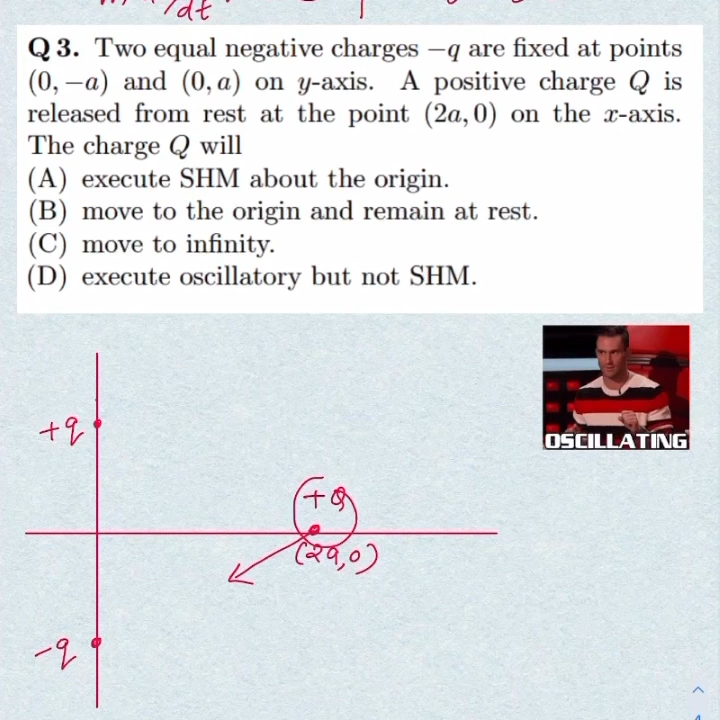 /dt
Q 3. Two equal negative charges −q are fixed at points
(0, −a) and (0, a) on y-axis. A positive charge Q is
released from rest at the point (2a, 0) on the x-axis.
The charge Q will
(A) execute SHM about the origin.
(B) move to the origin and remain at rest.
(C) move to infinity.
(D) execute oscillatory but not SHM.
OSCILLATING
+q
+Q
(2a,0)
-q